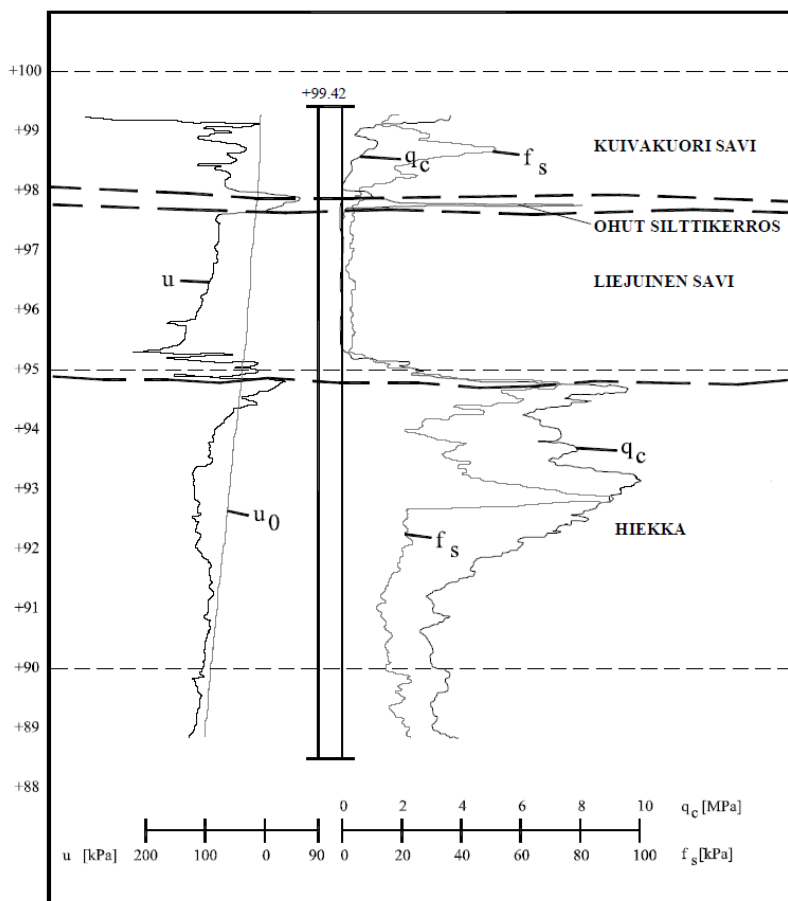 +100
+99.42
+99
KUIVAKUORI SAVI
q c
f s
+98
OHUT SILTTIKERROS
+97
u
LIEJUINEN SAVI
+96
+95
+94
q c
+93
u 0
HIEKKA
f s
+92
+91
+90
+89
+88
0 2 4 6 8 10 q c [MPa]
u [kPa] 200 100 0 90 0 20 40 60 80 100 f s [kPa]